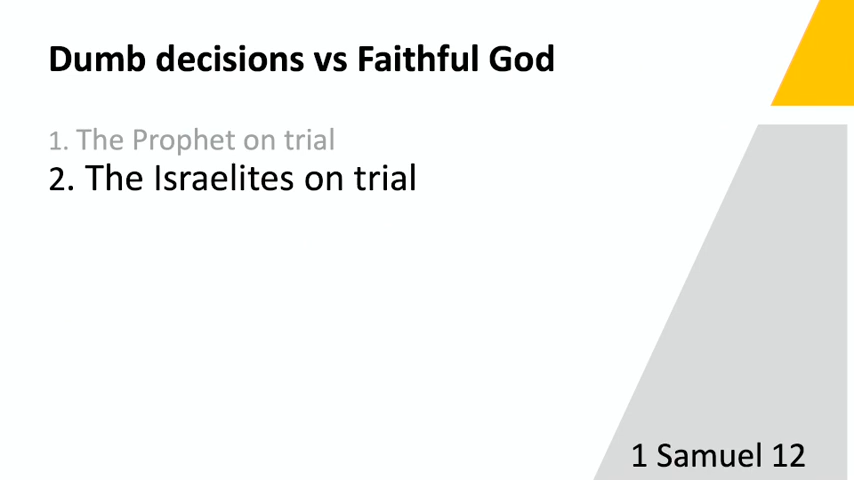 Dumb decisions vs Faithful God
1. The Prophet on trial
2. The Israelites on trial
1 Samuel 12